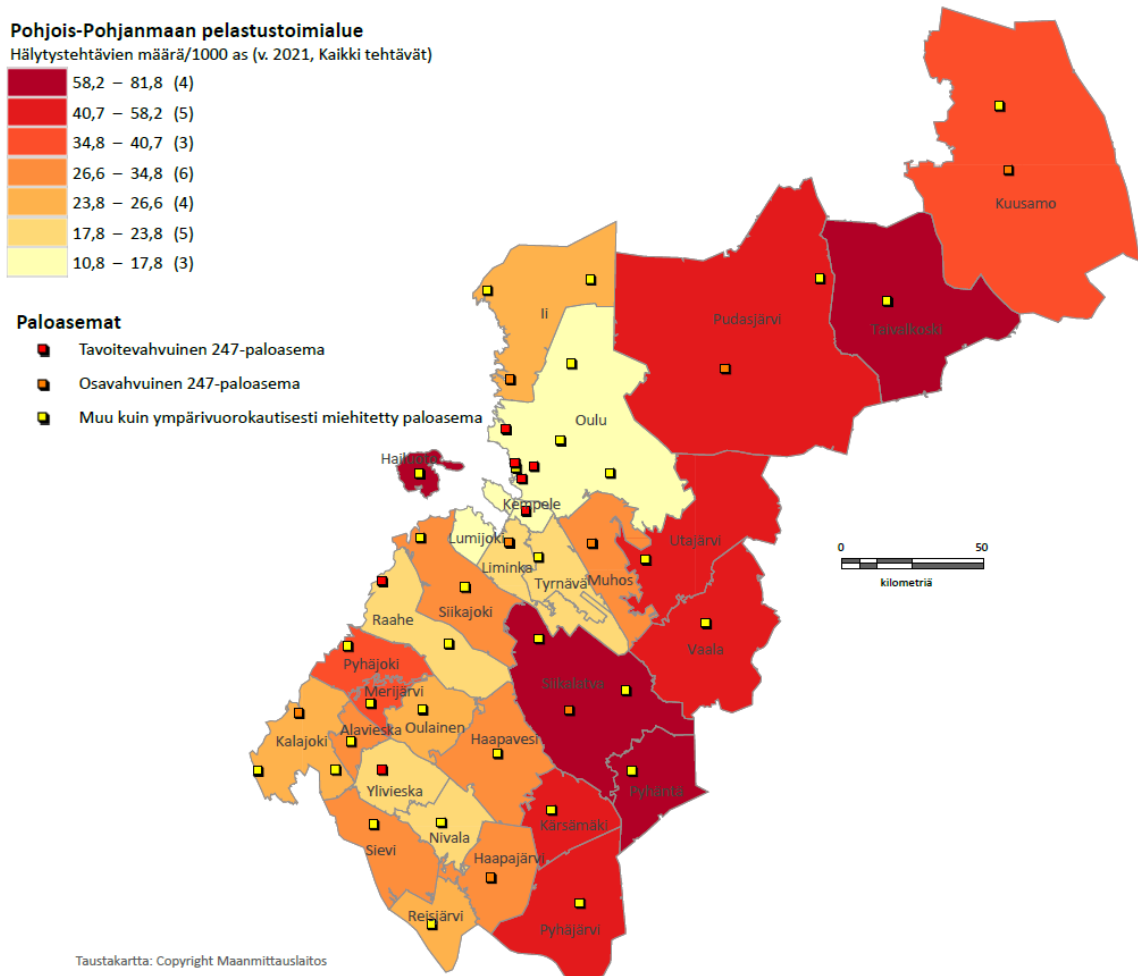 Pohjois-Pohjanmaan pelastustoimialue
Hälytystehtävien määrä/1000 as (v. 2021, Kaikki tehtävät)
58,2 – 81,8 (4)
40,7 – 58,2 (5)
34,8 – 40,7 (3)
26,6 – 34,8 (6)
23,8 – 26,6 (4)
17,8 – 23,8 (5)
10,8 – 17,8 (3)
Paloasemat
Tavoitevahvuinen 247-paloasema
Osavahvuinen 247-paloasema
Muu kuin ympärivuorokautisesti miehitetty paloasema
Kuusamo
Taivalkoski
Pudasjärvi
Ii
Oulu
Hailuoto
Kempele
Lumijoki
Liminka
Tyrnävä
Muhos
Utajärvi
Vaala
Siikajoki
Raahe
Pyhäjoki
Merijärvi
Siikalatva
Alavieska
Oulainen
Haapavesi
Kalajoki
Ylivieska
Pyhäntä
Nivala
Kärsämäki
Sievi
Haapajärvi
Reisjärvi
Pyhäjärvi
0 50
kilometriä
Taustakartta: Copyright Maanmittauslaitos